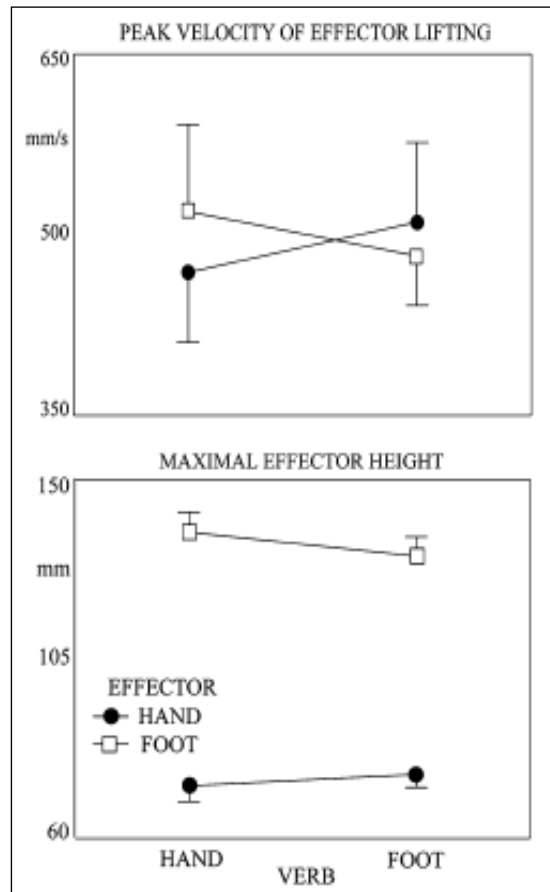 PEAK VELOCITY OF EFFECTOR LIFTING
650
mm/s
500
350
MAXIMAL EFFECTOR HEIGHT
150
mm
105
EFFECTOR
HAND
FOOT
60
HAND FOOT
VERB